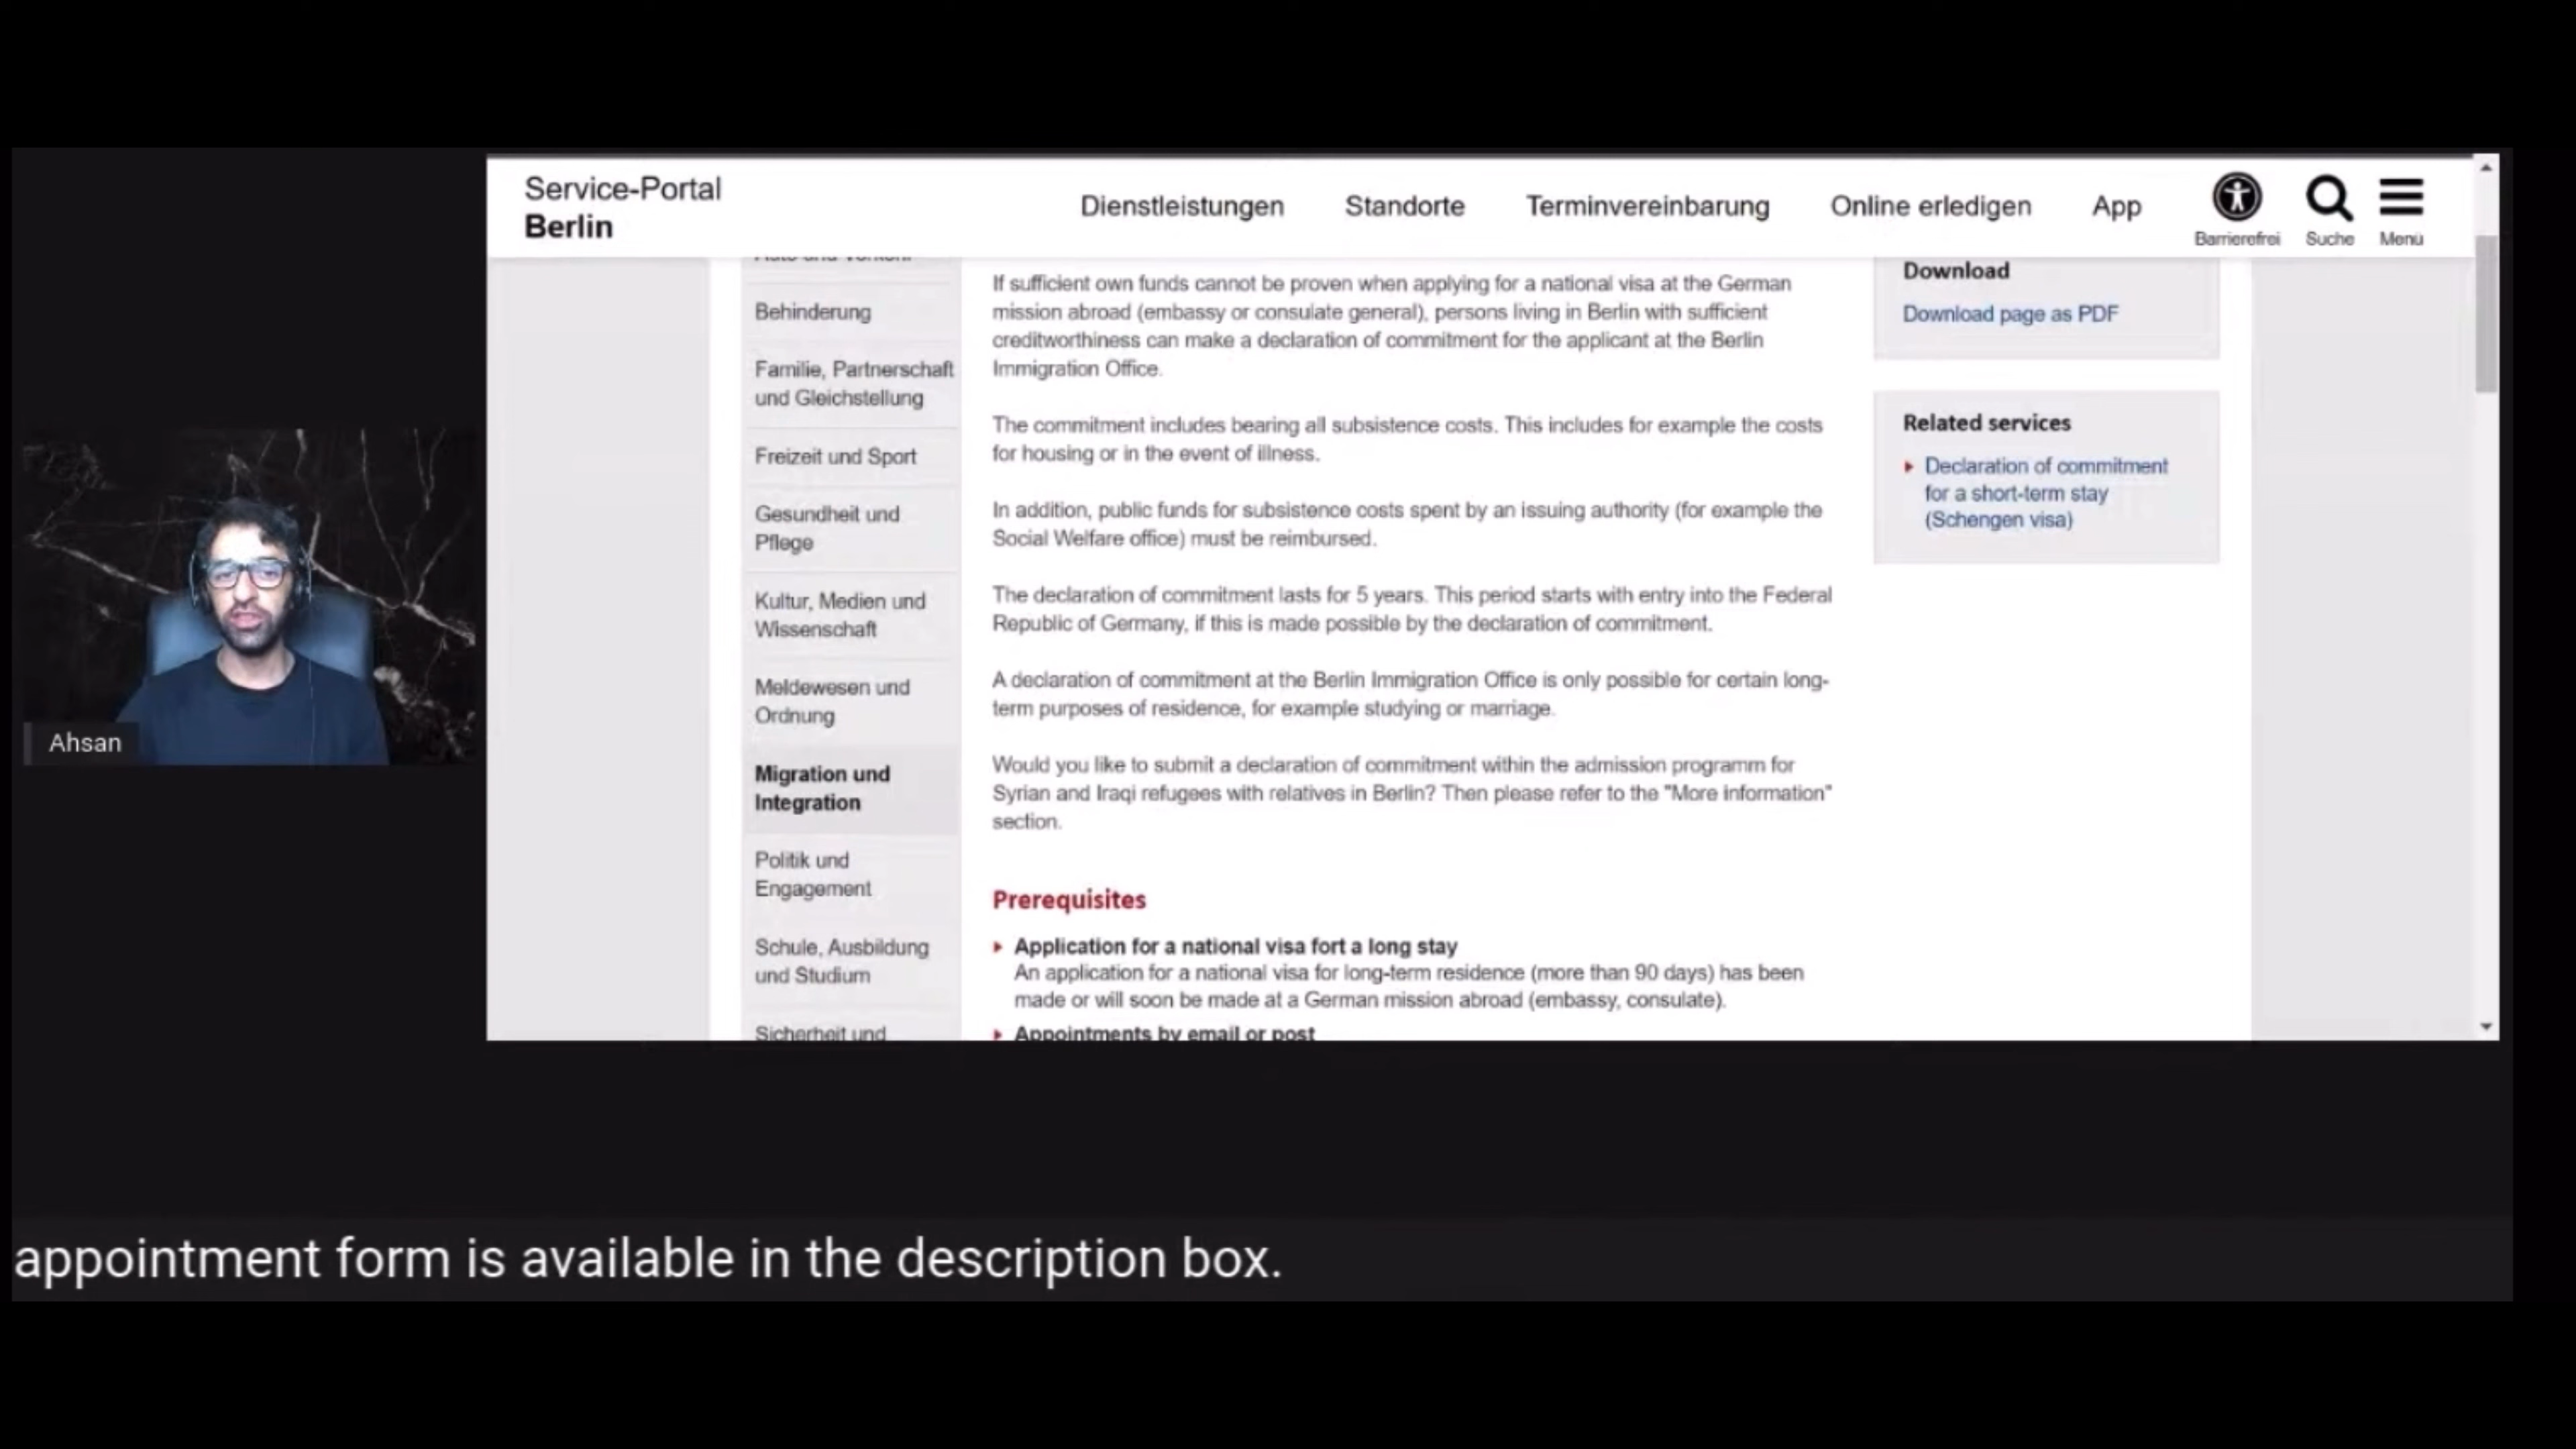 Service-Portal
Berlin
Dienstleistungen
Standorte
Terminvereinbarung
Online erledigen
App
Barrierefrei
Suche
Menü
Auto und Verkehr
Behinderung
Familie, Partnerschaft
und Gleichstellung
Freizeit und Sport
Gesundheit und
Pflege
Kultur, Medien und
Wissenschaft
Meldewesen und
Ordnung
Migration und
Integration
Politik und
Engagement
Schule, Ausbildung
und Studium
Sicherheit und
If sufficient own funds cannot be proven when applying for a national visa at the German
mission abroad (embassy or consulate general), persons living in Berlin with sufficient
creditworthiness can make a declaration of commitment for the applicant at the Berlin
Immigration Office.
The commitment includes bearing all subsistence costs. This includes for example the costs
for housing or in the event of illness.
In addition, public funds for subsistence costs spent by an issuing authority (for example the
Social Welfare office) must be reimbursed.
The declaration of commitment lasts for 5 years. This period starts with entry into the Federal
Republic of Germany, if this is made possible by the declaration of commitment.
A declaration of commitment at the Berlin Immigration Office is only possible for certain long-
term purposes of residence, for example studying or marriage.
Would you like to submit a declaration of commitment within the admission programm for
Syrian and Iraqi refugees with relatives in Berlin? Then please refer to the "More information"
section.
Prerequisites
Application for a national visa fort a long stay
An application for a national visa for long-term residence (more than 90 days) has been
made or will soon be made at a German mission abroad (embassy, consulate).
Appointments by email or post
Download
Download page as PDF
Related services
Declaration of commitment
for a short-term stay
(Schengen visa)
Ahsan
appointment form is available in the description box.